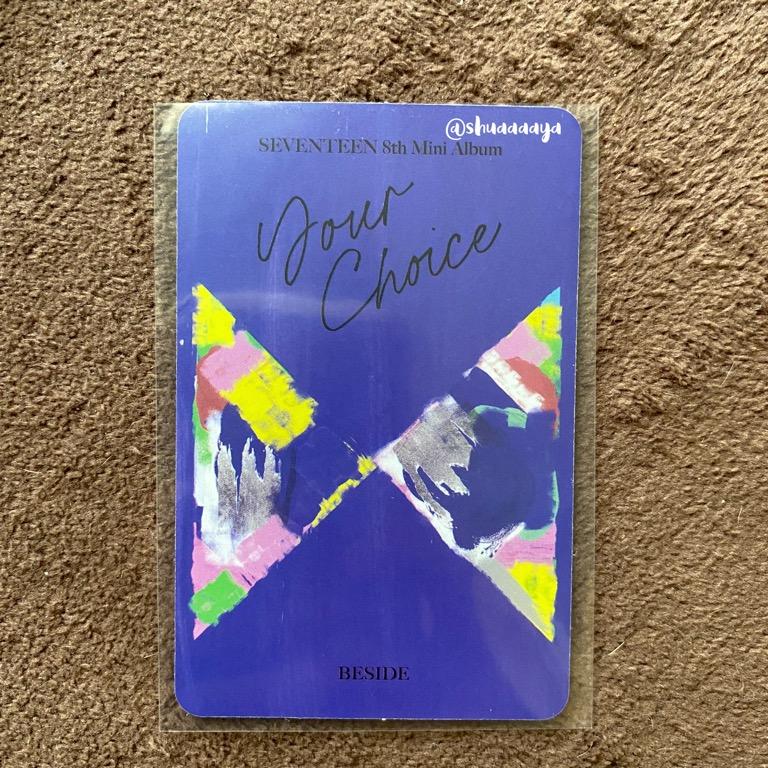 @shuaaaaya
SEVENTEEN 8th Mini Album
Your
Choice
BESIDE